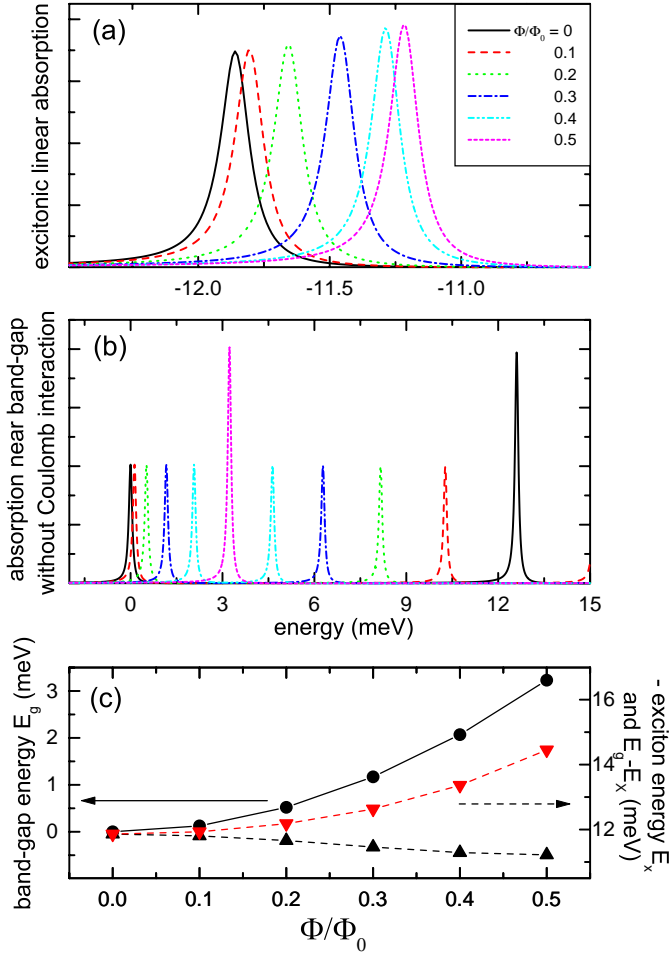 (a)
Φ/Φ0 = 0
0.1
0.2
0.3
0.4
0.5
excitonic linear absorption
-12.0 -11.5 -11.0
(b)
absorption near band-gap
without Coulomb interaction
0 3 6 9 12 15
energy (meV)
(c)
band-gap energy Eg (meV)
3
2
1
0
16
14
12
- exciton energy Ex
and Eg-EX (meV)
0.0 0.1 0.2 0.3 0.4 0.5
Φ/Φ0